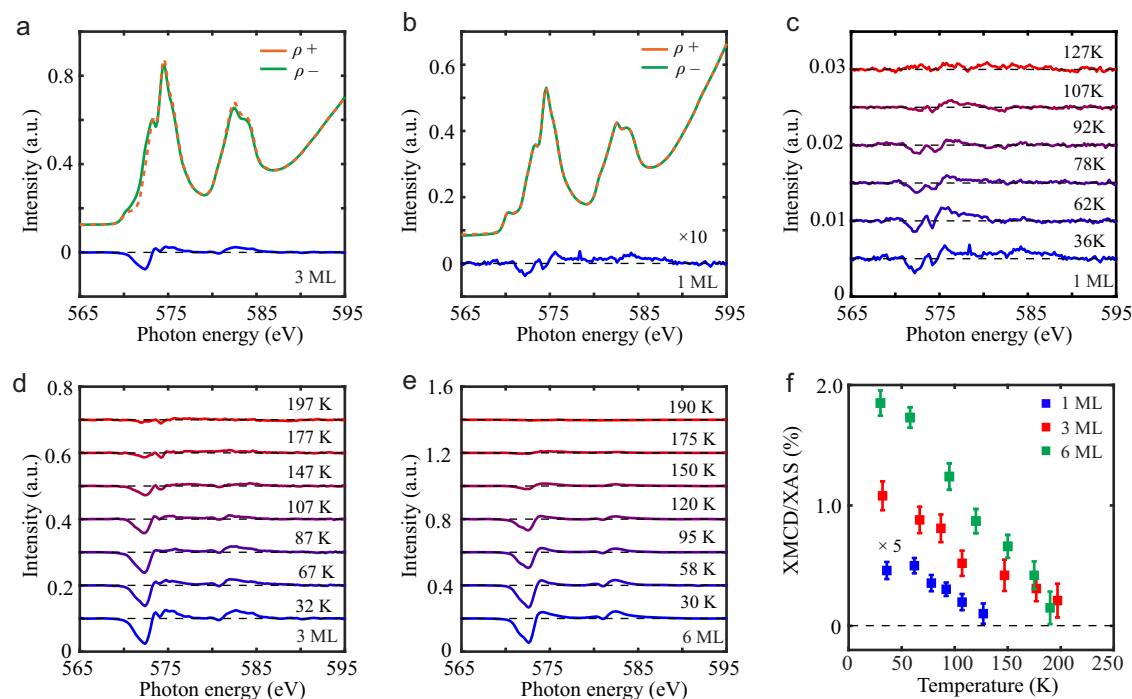 a
ρ +
ρ −
0.8
0.4
0
Intensity (a.u.)
3 ML
565
575
585
595
Photon energy (eV)
b
ρ +
ρ −
0.6
0.4
0.2
0
Intensity (a.u.)
×10
1 ML
565
575
585
595
Photon energy (eV)
c
127K
107K
92K
78K
62K
36K
1 ML
0.03
0.02
0.01
0
Intensity (a.u.)
565
575
585
595
Photon energy (eV)
d
197 K
177 K
147 K
107 K
87 K
67 K
32 K
3 ML
0.8
0.6
0.4
0.2
0
Intensity (a.u.)
565
575
585
595
Photon energy (eV)
e
190 K
175 K
150 K
120 K
95 K
58 K
30 K
6 ML
1.6
1.2
0.8
0.4
0
Intensity (a.u.)
565
575
585
595
Photon energy (eV)
f
1 ML
3 ML
6 ML
× 5
2.0
1.0
0
XMCD/XAS (%)
0
50
100
150
200
250
Temperature (K)